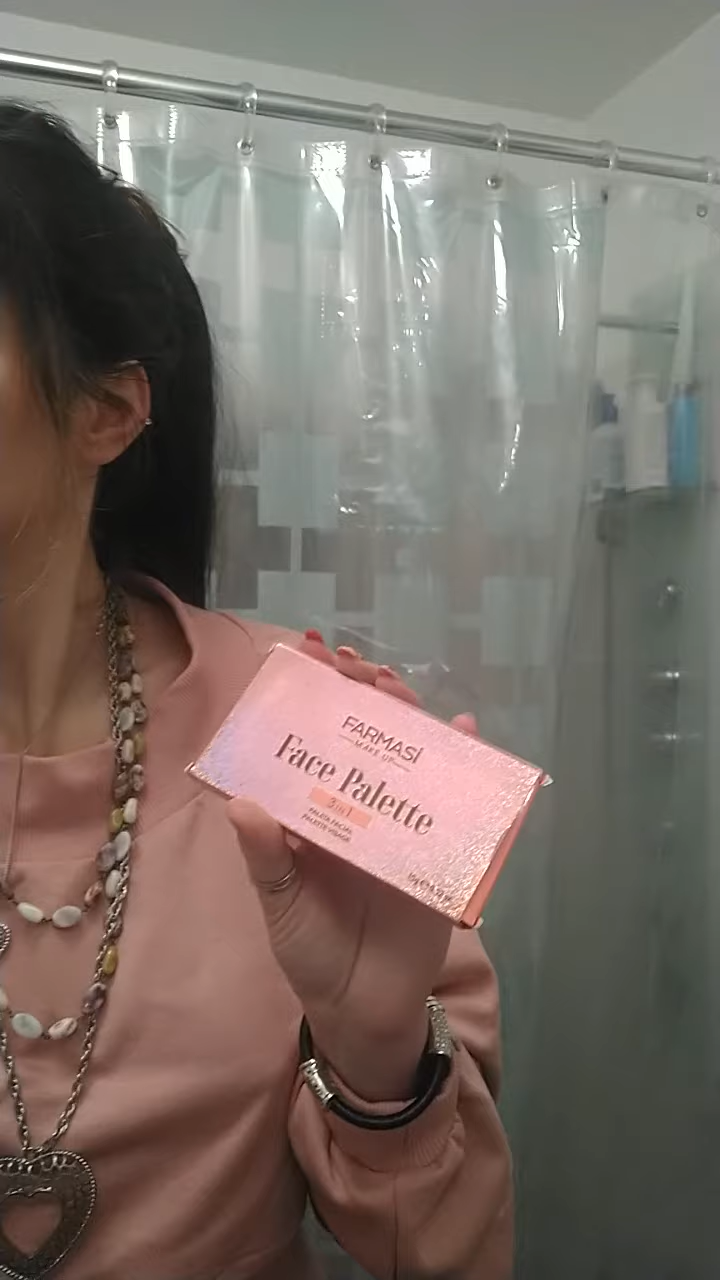 FARMASİ
MAKE UP
Face Palette
3 in 1
PALETA FACIAL
PALETTE VISAGE